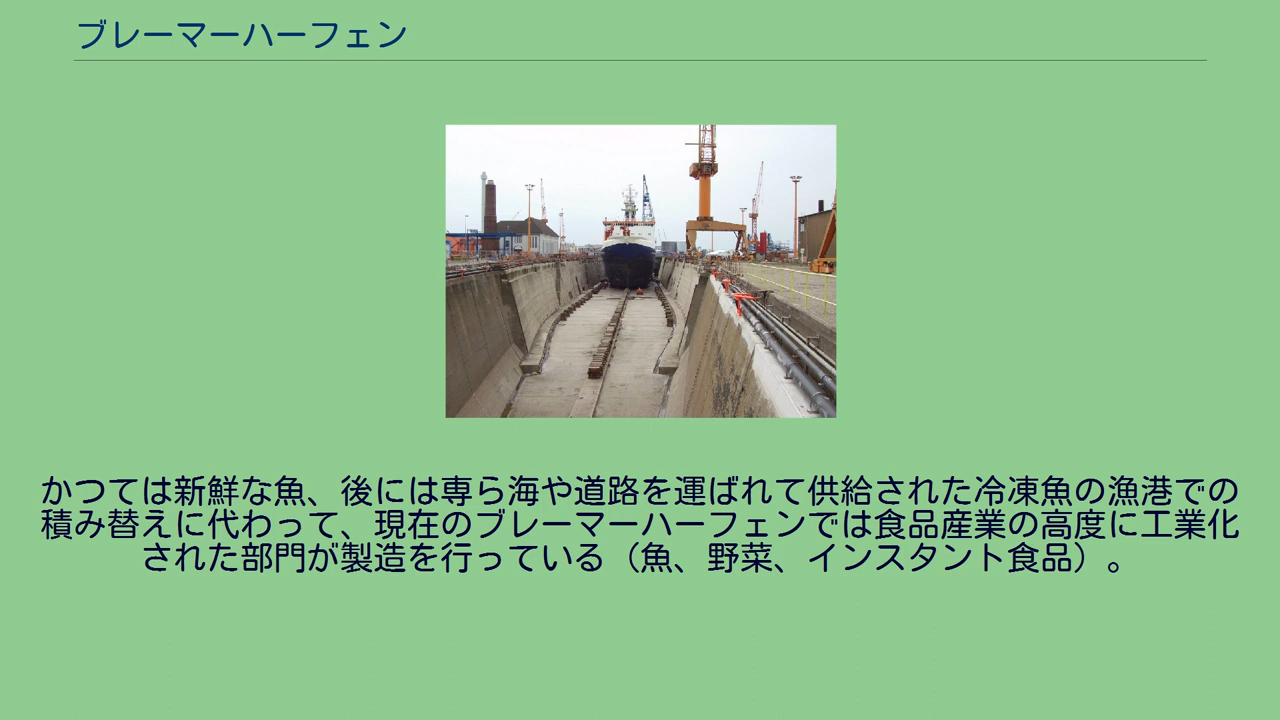 ブレーマーハーフェン
かつては新鮮な魚、後には専ら海や道路を運ばれて供給された冷凍魚の漁港での
積み替えに代わって、現在のブレーマーハーフェンでは食品産業の高度に工業化
された部門が製造を行っている（魚、野菜、インスタント食品）。